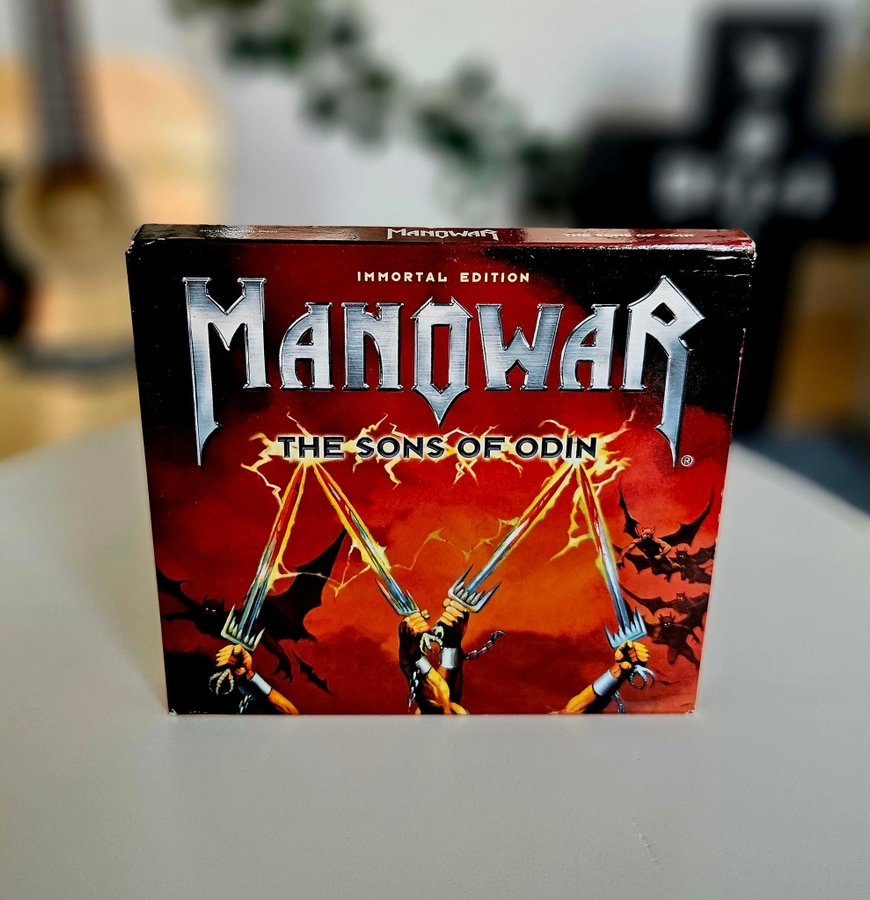 MANOWAR
THE SONS OF ODIN
IMMORTAL EDITION
MANOWAR
®
THE SONS OF ODIN